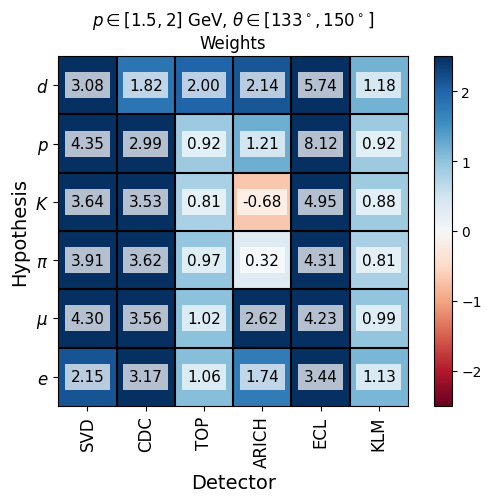 p ∈ [1.5, 2] GeV, θ ∈ [133°, 150°]
Weights
d 3.08 1.82 2.00 2.14 5.74 1.18
p 4.35 2.99 0.92 1.21 8.12 0.92
K 3.64 3.53 0.81 -0.68 4.95 0.88
π 3.91 3.62 0.97 0.32 4.31 0.81
μ 4.30 3.56 1.02 2.62 4.23 0.99
e 2.15 3.17 1.06 1.74 3.44 1.13
Hypothesis
SVD CDC TOP ARICH ECL KLM
Detector
2
1
0
−1
−2